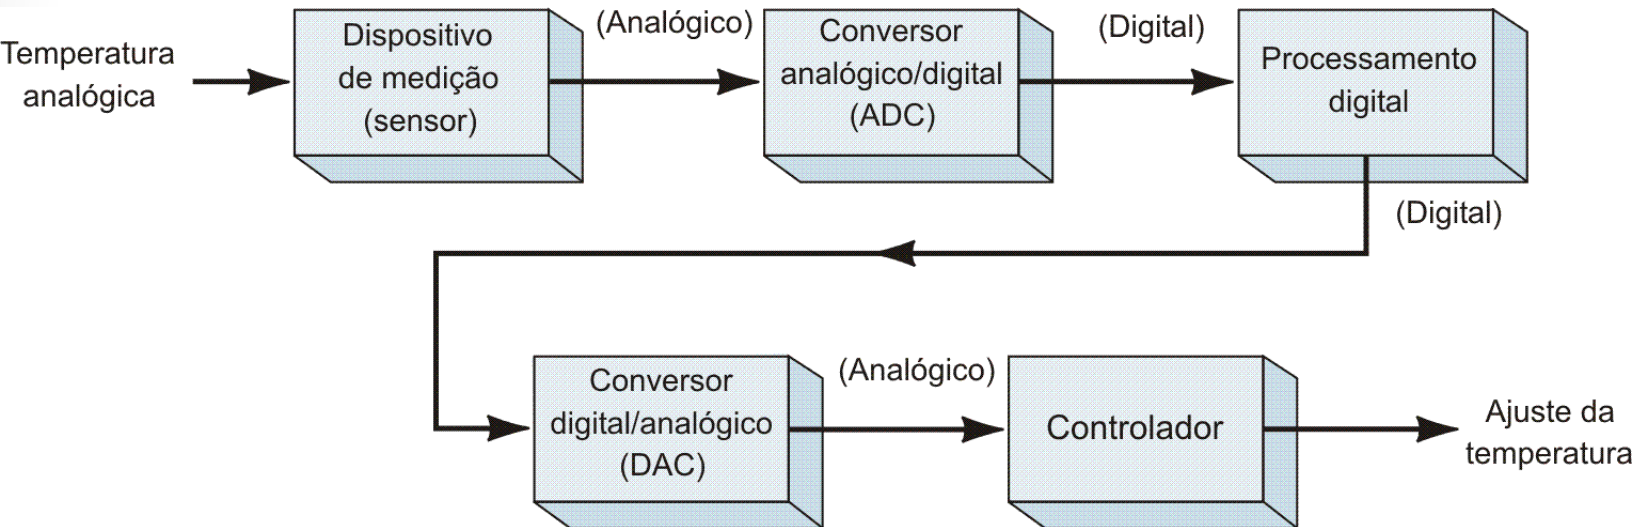 Temperatura
analógica
Dispositivo
de medição
(sensor)
(Analógico)
Conversor
analógico/digital
(ADC)
(Digital)
Processamento
digital
(Digital)
Conversor
digital/analógico
(DAC)
(Analógico)
Controlador
Ajuste da
temperatura